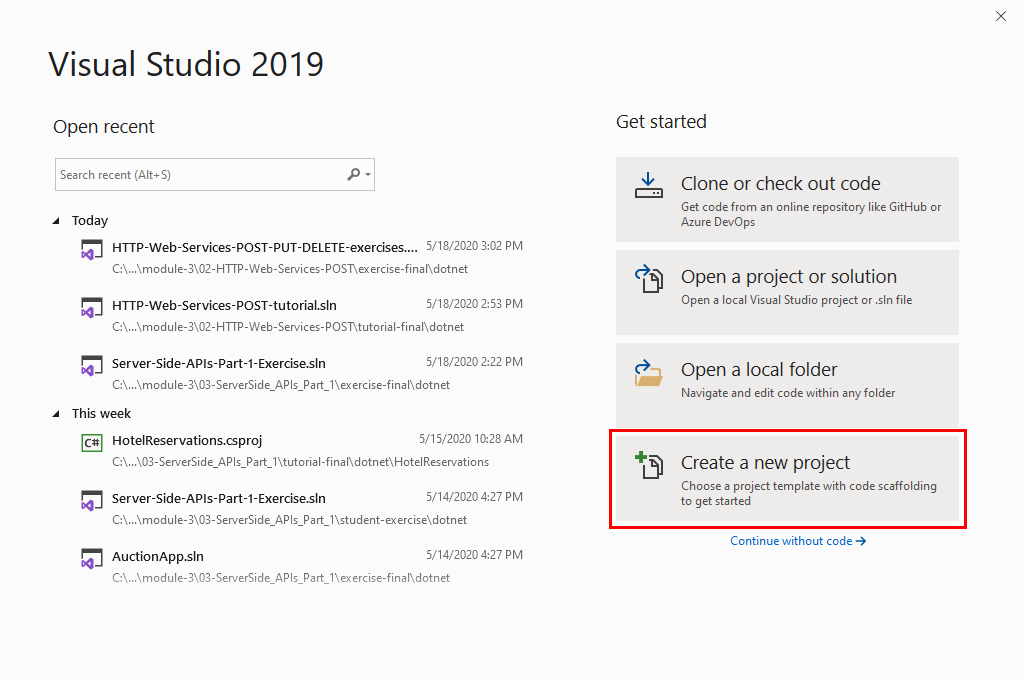 Visual Studio 2019
Open recent
Search recent (Alt+S)
Today
HTTP-Web-Services-POST-PUT-DELETE-exercises.... 5/18/2020 3:02 PM
C:\...\module-3\02-HTTP-Web-Services-POST\exercise-final\dotnet
HTTP-Web-Services-POST-tutorial.sln 5/18/2020 2:53 PM
C:\...\module-3\02-HTTP-Web-Services-POST\tutorial-final\dotnet
Server-Side-APIs-Part-1-Exercise.sln 5/18/2020 2:22 PM
C:\...\module-3\03-ServerSide_APIs_Part_1\exercise-final\dotnet
This week
C# HotelReservations.csproj 5/15/2020 10:28 AM
C:\...\03-ServerSide_APIs_Part_1\tutorial-final\dotnet\HotelReservations
Server-Side-APIs-Part-1-Exercise.sln 5/14/2020 4:27 PM
C:\...\module-3\03-ServerSide_APIs_Part_1\student-exercise\dotnet
AuctionApp.sln 5/14/2020 4:27 PM
C:\...\module-3\03-ServerSide_APIs_Part_1\exercise-final\dotnet
Get started
Clone or check out code
Get code from an online repository like GitHub or
Azure DevOps
Open a project or solution
Open a local Visual Studio project or .sln file
Open a local folder
Navigate and edit code within any folder
Create a new project
Choose a project template with code scaffolding
to get started
Continue without code →